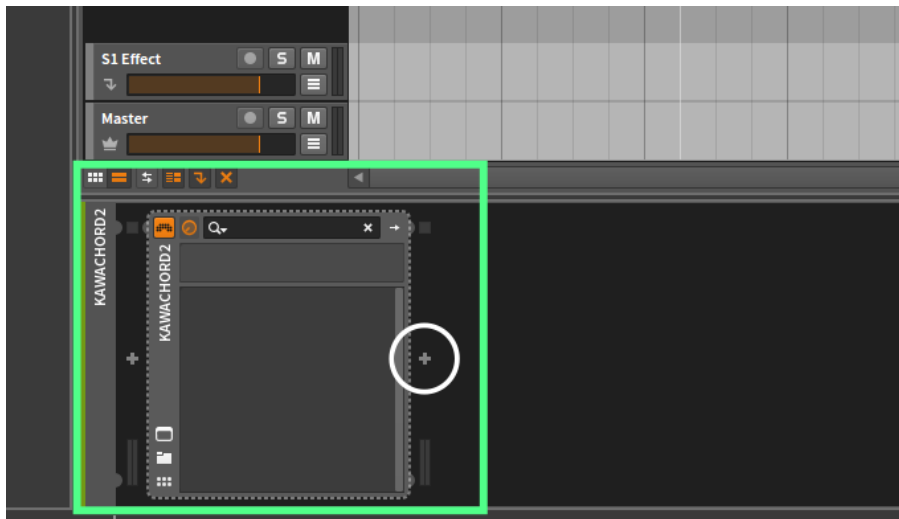 S1 Effect
S M
Master
S M
KAWACHORD2
KAWACHORD2